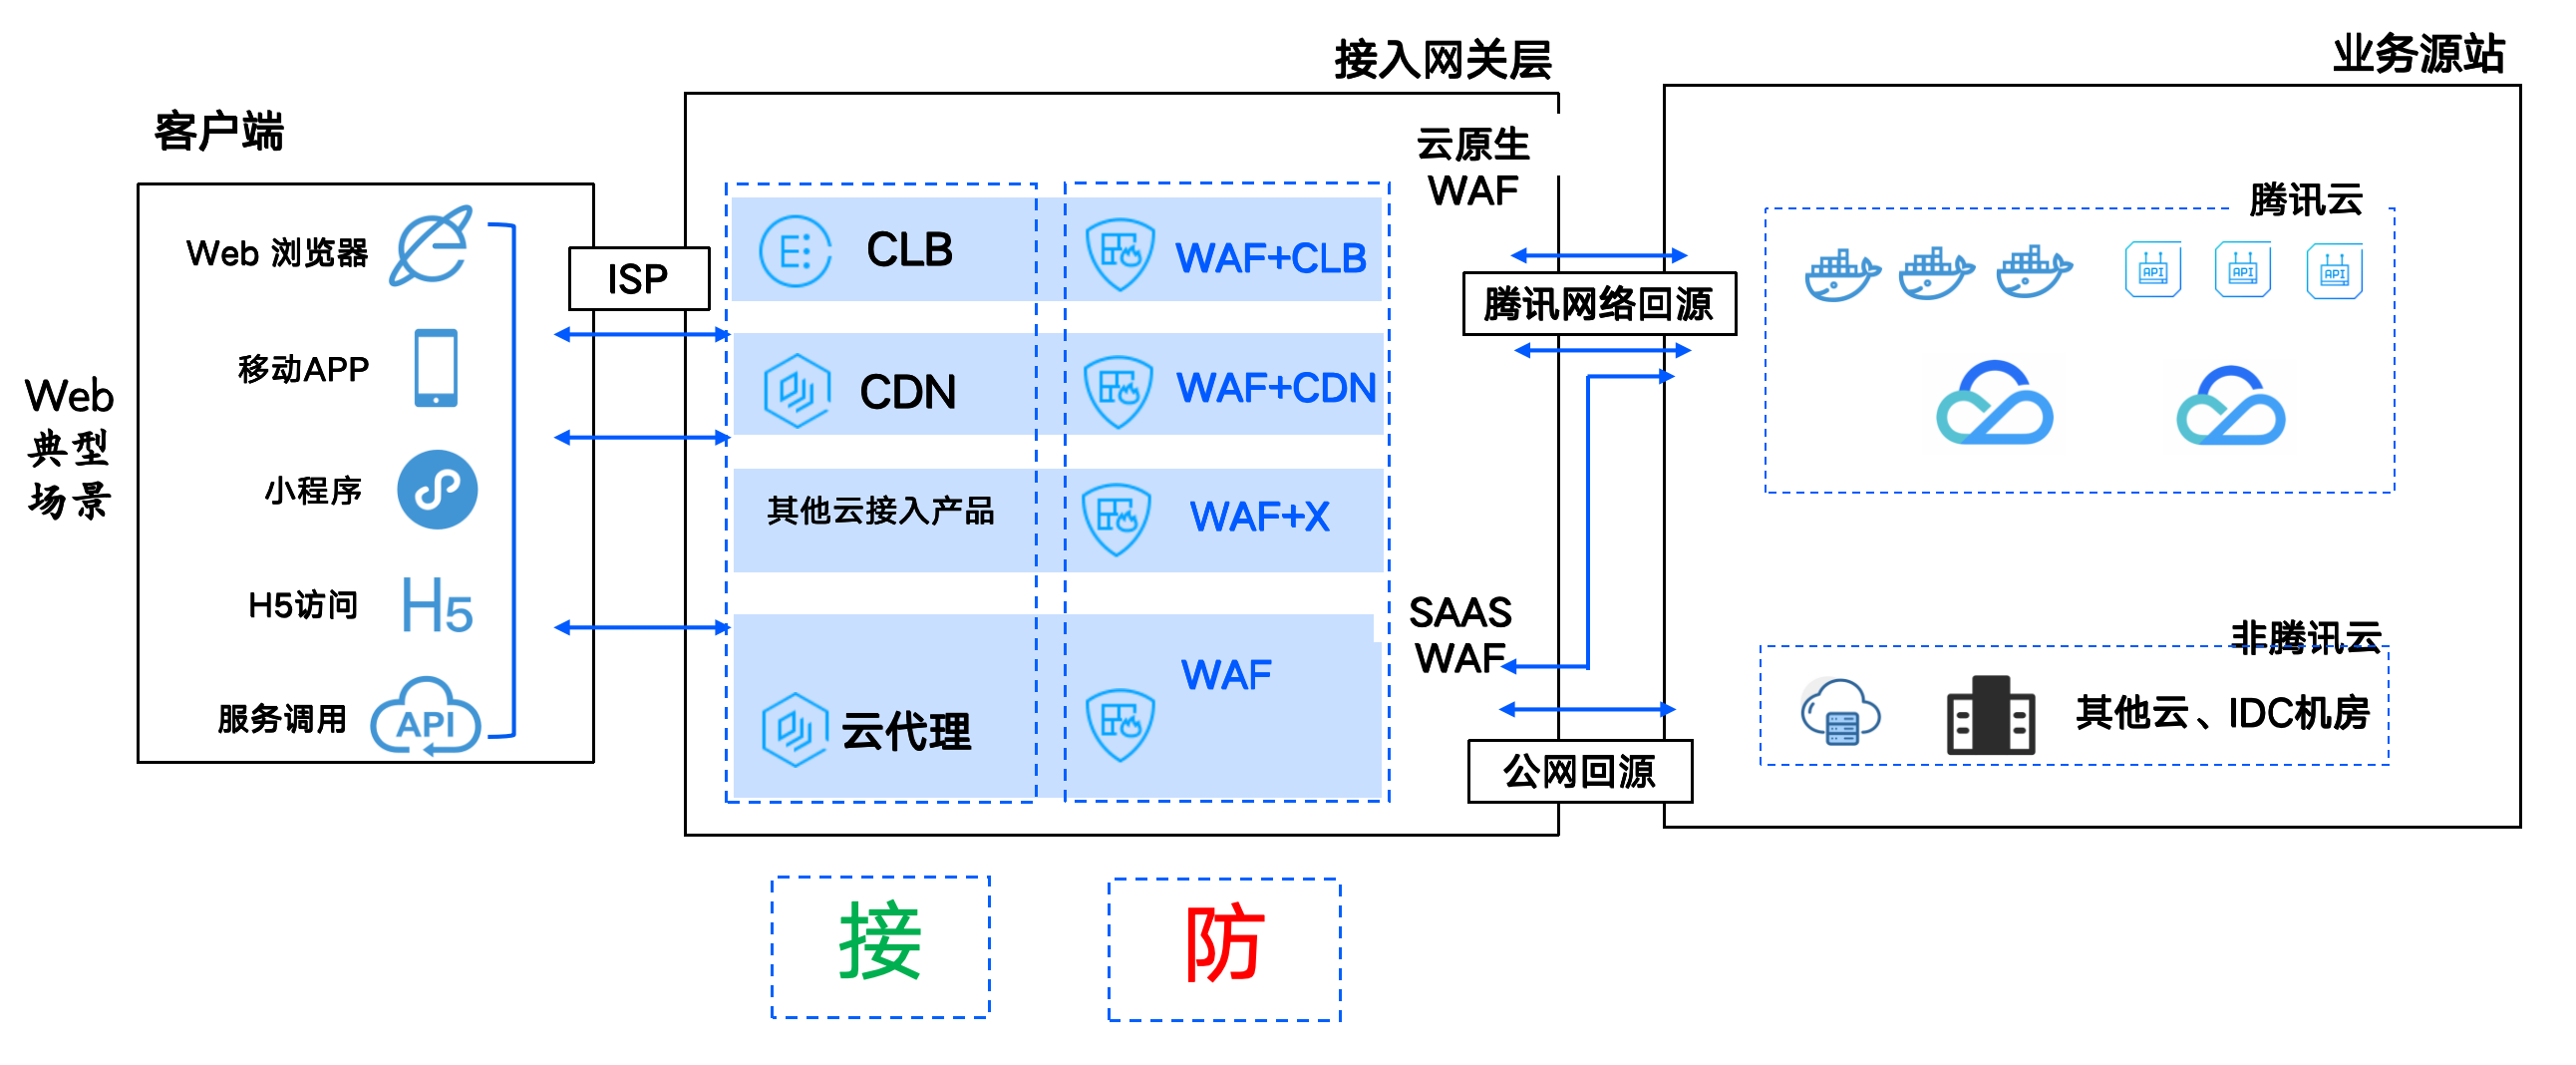 接入网关层
业务源站
客户端
云原生
WAF
腾讯云
Web 浏览器
ISP
CLB
WAF+CLB
API
API
API
腾讯网络回源
移动APP
CDN
WAF+CDN
Web
典型
场景
小程序
其他云接入产品
WAF+X
H5访问
H5
SAAS
WAF
非腾讯云
WAF
服务调用
API
云代理
其他云、IDC机房
公网回源
接
防